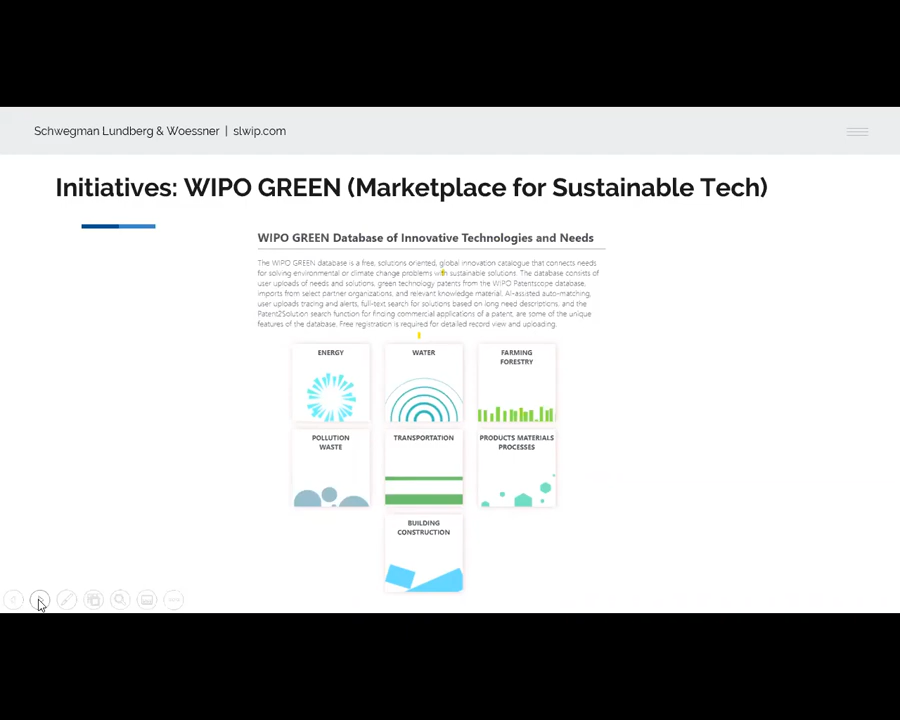 Schwegman Lundberg & Woessner | slwip.com
Initiatives: WIPO GREEN (Marketplace for Sustainable Tech)
WIPO GREEN Database of Innovative Technologies and Needs
The WIPO GREEN database is a free, solutions oriented, global innovation catalogue that connects needs
for solving environmental or climate change problems with sustainable solutions. The database consists of
user uploads of needs and solutions, green technology patents from the WIPO Patentscope database,
imports from select partner organizations, and relevant knowledge material. AI-assisted auto-matching,
user uploads tracing and alerts, full-text search for solutions based on long need descriptions, and the
Patent2Solution search function for finding commercial applications of a patent, are some of the unique
features of the database. Free registration is required for detailed record view and uploading.
ENERGY
WATER
FARMING
FORESTRY
POLLUTION
WASTE
TRANSPORTATION
PRODUCTS MATERIALS
PROCESSES
BUILDING
CONSTRUCTION